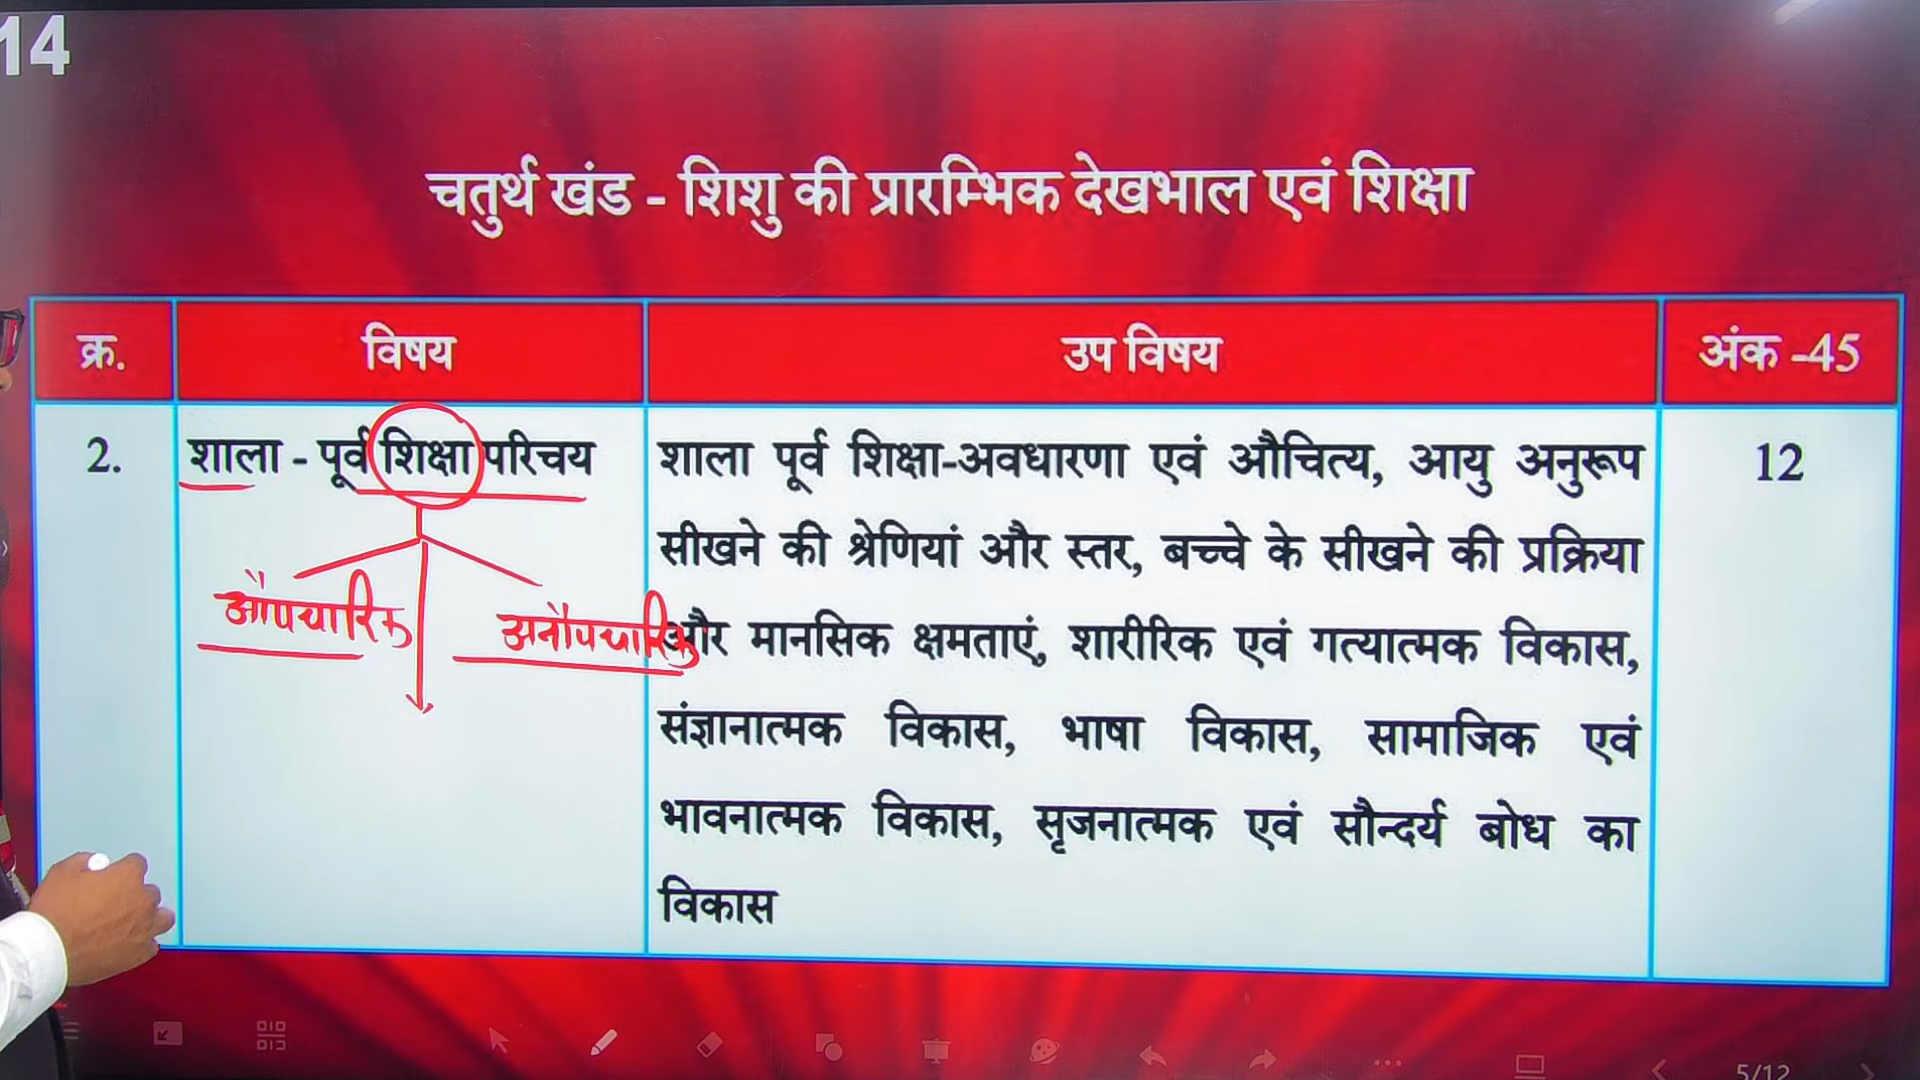 14
चतुर्थ खंड - शिशु की प्रारम्भिक देखभाल एवं शिक्षा
क्र. विषय उप विषय अंक -45
2. शाला - पूर्व शिक्षा परिचय शाला पूर्व शिक्षा-अवधारणा एवं औचित्य, आयु अनुरूप 12
सीखने की श्रेणियां और स्तर, बच्चे के सीखने की प्रक्रिया
औपचारिक अनौपचारिक और मानसिक क्षमताएं, शारीरिक एवं गत्यात्मक विकास,
संज्ञानात्मक विकास, भाषा विकास, सामाजिक एवं
भावनात्मक विकास, सृजनात्मक एवं सौन्दर्य बोध का
विकास
5/12